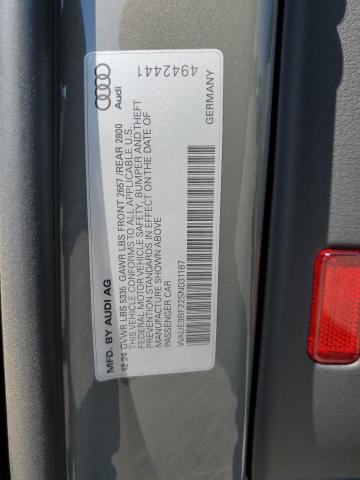 Audi
4942441
MFD. BY AUDI AG
12 24 GVWR LBS 5335 GAWR LBS FRONT 2657 /REAR 2800
THIS VEHICLE CONFORMS TO ALL APPLICABLE U.S.
FEDERAL MOTOR VEHICLE SAFETY, BUMPER AND THEFT
PREVENTION STANDARDS IN EFFECT ON THE DATE OF
MANUFACTURE SHOWN ABOVE
PASSENGER CAR
WAUE3BF22SN031187
GERMANY